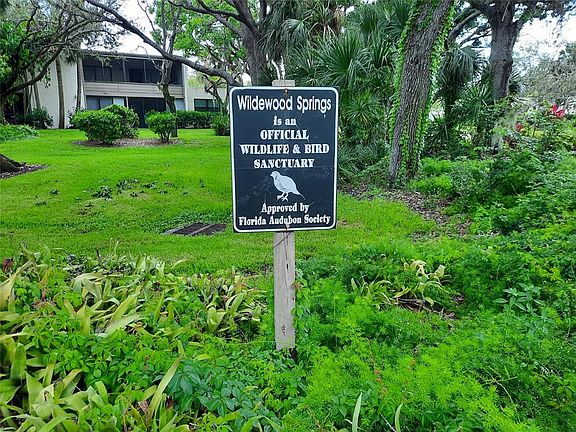 Wildewood Springs
is an
OFFICIAL
WILDLIFE & BIRD
SANCTUARY
Approved by
Florida Audubon Society